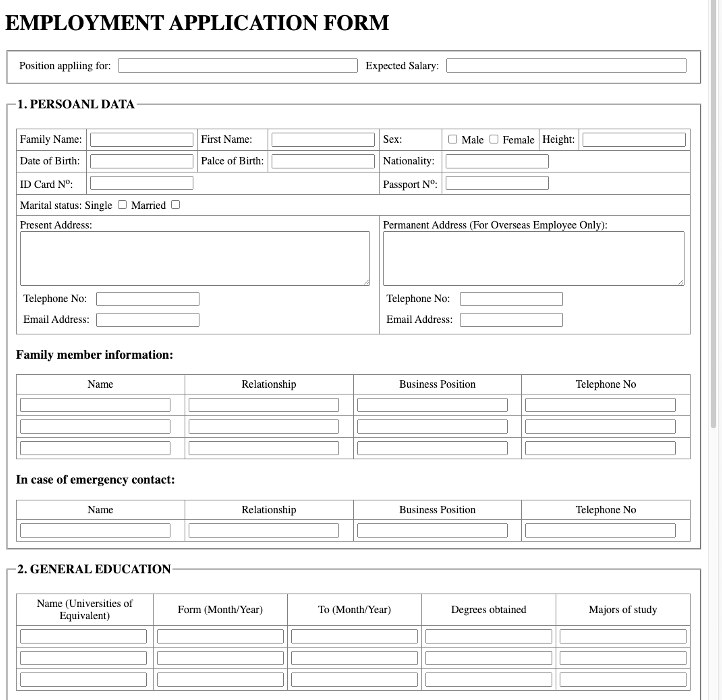 EMPLOYMENT APPLICATION FORM
Position appliing for: Expected Salary:
1. PERSOANL DATA
Family Name: First Name: Sex: Male Female Height:
Date of Birth: Palce of Birth: Nationality:
ID Card Nº: Passport Nº:
Marital status: Single Married
Present Address: Permanent Address (For Overseas Employee Only):
Telephone No: Telephone No:
Email Address: Email Address:
Family member information:
Name Relationship Business Position Telephone No
In case of emergency contact:
Name Relationship Business Position Telephone No
2. GENERAL EDUCATION
Name (Universities of
Equivalent) Form (Month/Year) To (Month/Year) Degrees obtained Majors of study